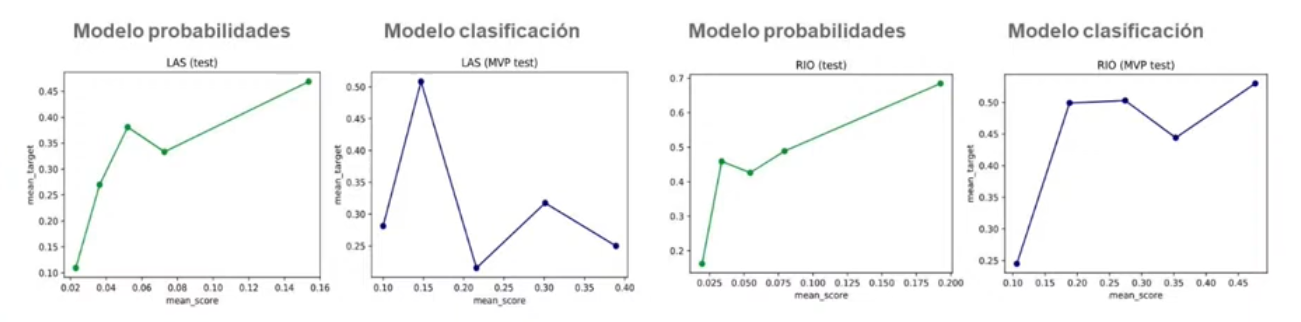 Modelo probabilidades
Modelo clasificación
Modelo probabilidades
Modelo clasificación
LAS (test)
mean_target
0.45
0.40
0.35
0.30
0.25
0.20
0.15
0.10
0.02 0.04 0.06 0.08 0.10 0.12 0.14 0.16
mean_score
LAS (MVP test)
mean_target
0.50
0.45
0.40
0.35
0.30
0.25
0.10 0.15 0.20 0.25 0.30 0.35 0.40
mean_score
RIO (test)
mean_target
0.7
0.6
0.5
0.4
0.3
0.2
0.025 0.050 0.075 0.100 0.125 0.150 0.175 0.200
mean_score
RIO (MVP test)
mean_target
0.50
0.45
0.40
0.35
0.30
0.25
0.10 0.15 0.20 0.25 0.30 0.35 0.40 0.45
mean_score